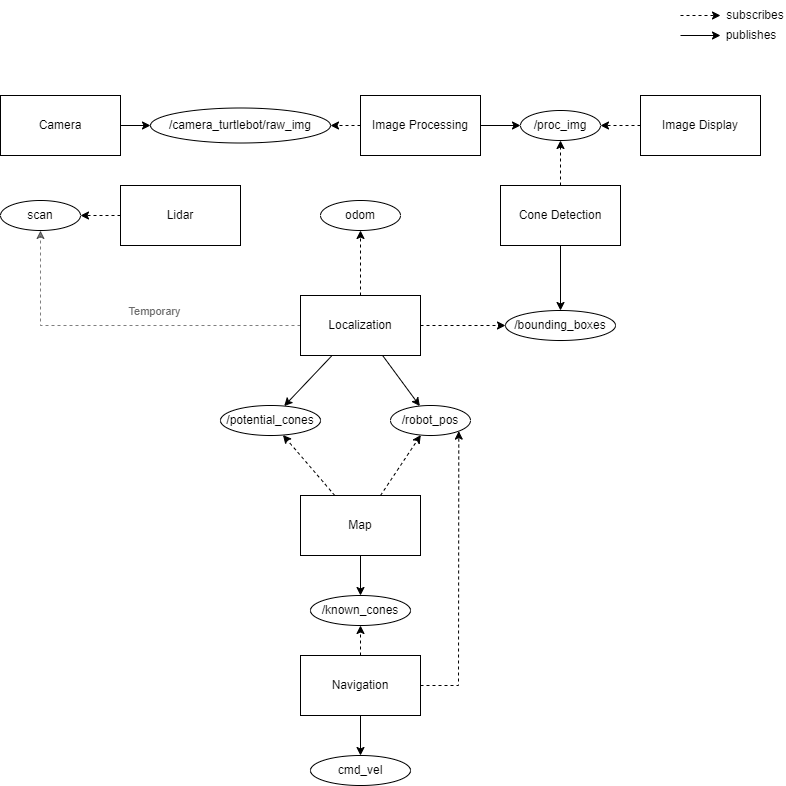 subscribes
publishes
Camera
/camera_turtlebot/raw_img
Image Processing
/proc_img
Image Display
scan
Lidar
odom
Cone Detection
Temporary
Localization
/bounding_boxes
/potential_cones
/robot_pos
Map
/known_cones
Navigation
cmd_vel